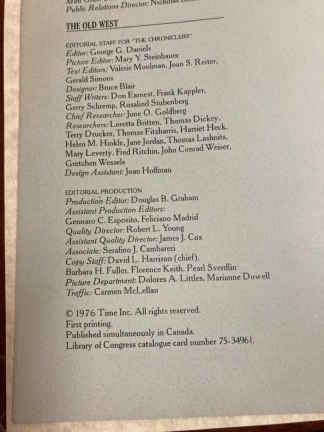 Public Relations Director: Nicholas
THE OLD WEST
EDITORIAL STAFF FOR "THE CHRONICLERS"
Editor: George G. Daniels
Picture Editor: Mary Y. Steinbauer
Text Editors: Valerie Moolman, Joan S. Reiter,
Gerald Simons
Designer: Bruce Blair
Staff Writers: Don Earnest, Frank Kappler,
Gerry Schremp, Rosalind Stubenberg
Chief Researcher: June O. Goldberg
Researchers: Loretta Britten, Thomas Dickey,
Terry Drucker, Thomas Fitzharris, Harriet Heck,
Helen M. Hinkle, Jane Jordan, Thomas Lashnits,
Mary Leverty, Fred Ritchin, John Conrad Weiser,
Gretchen Wessels
Design Assistant: Joan Hoffman
EDITORIAL PRODUCTION
Production Editor: Douglas B. Graham
Assistant Production Editors:
Gennaro C. Esposito, Feliciano Madrid
Quality Director: Robert L. Young
Assistant Quality Director: James J. Cox
Associate: Serafino J. Cambareri
Copy Staff: David L. Harrison (chief),
Barbara H. Fuller, Florence Keith, Pearl Sverdlin
Picture Department: Dolores A. Littles, Marianne Dowell
Traffic: Carmen McLellan
© 1976 Time Inc. All rights reserved.
First printing.
Published simultaneously in Canada.
Library of Congress catalogue card number 75-34961.